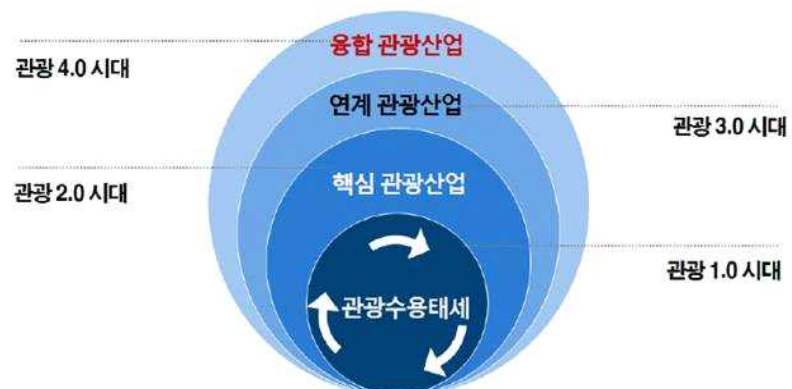 융합 관광산업
관광 4.0 시대
연계 관광산업
관광 3.0 시대
핵심 관광산업
관광 2.0 시대
관광 1.0 시대
관광수용태세